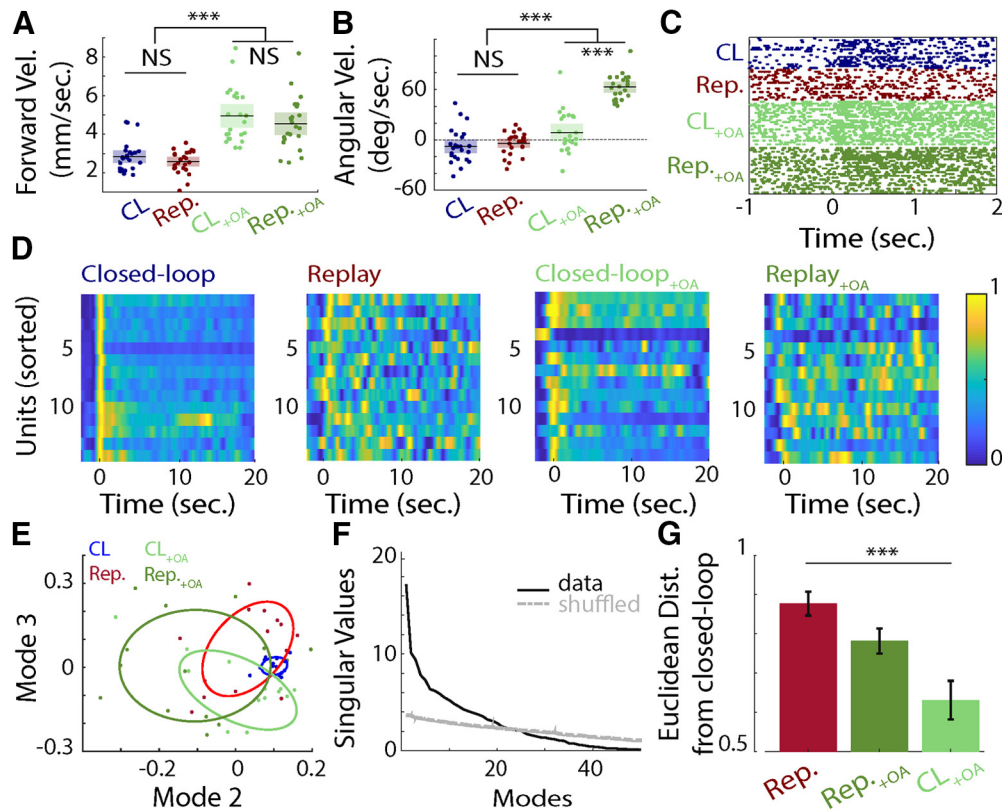 A
***
NS
NS
Forward Vel.
(mm/sec.)
8
6
4
2
CL
Rep.
CL+OA
Rep.+OA
B
***
NS
***
Angular Vel.
(deg/sec.)
60
0
-60
CL
Rep.
CL+OA
Rep.+OA
C
CL
Rep.
CL+OA
Rep.+OA
-1 0 1 2
Time (sec.)
D
Closed-loop
Replay
Closed-loop+OA
Replay+OA
Units (sorted)
5
10
0 10 20
Time (sec.)
0 10 20
Time (sec.)
5
10
0 10 20
Time (sec.)
5
10
0 10 20
Time (sec.)
1
0
E
CL
Rep.
CL+OA
Rep.+OA
Mode 3
0.3
0
-0.3
-0.2 0 0.2
Mode 2
F
Singular Values
20
10
0
data
shuffled
20 40
Modes
G
Euclidean Dist.
from closed-loop
1
0.5
***
Rep.
Rep.+OA
CL+OA